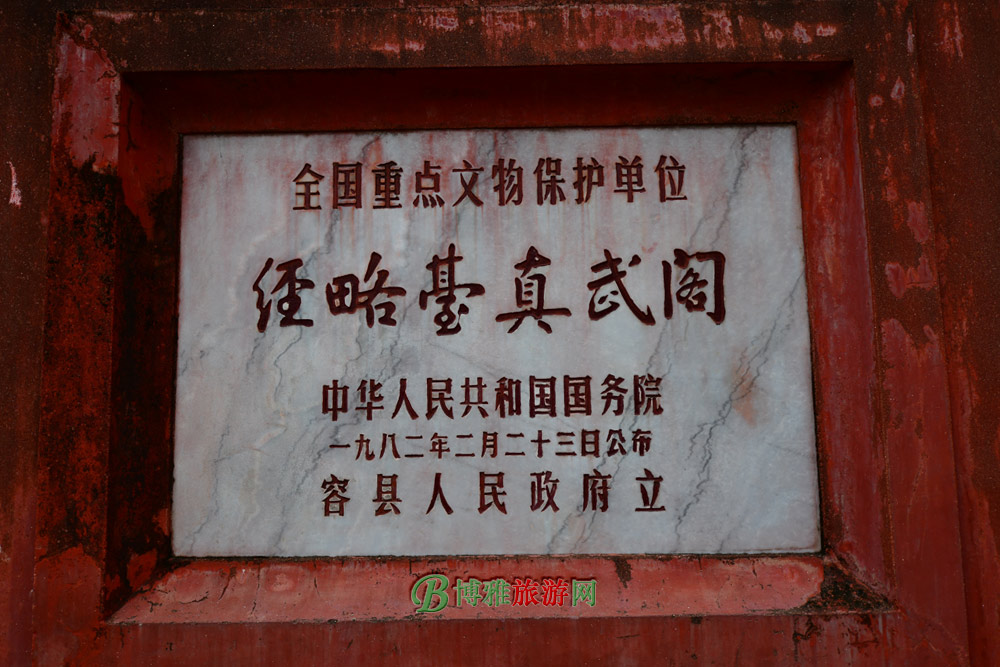 全国重点文物保护单位
经略臺真武阁
中华人民共和国国务院
一九八二年二月二十三日公布
容县人民政府立
B博雅旅游网